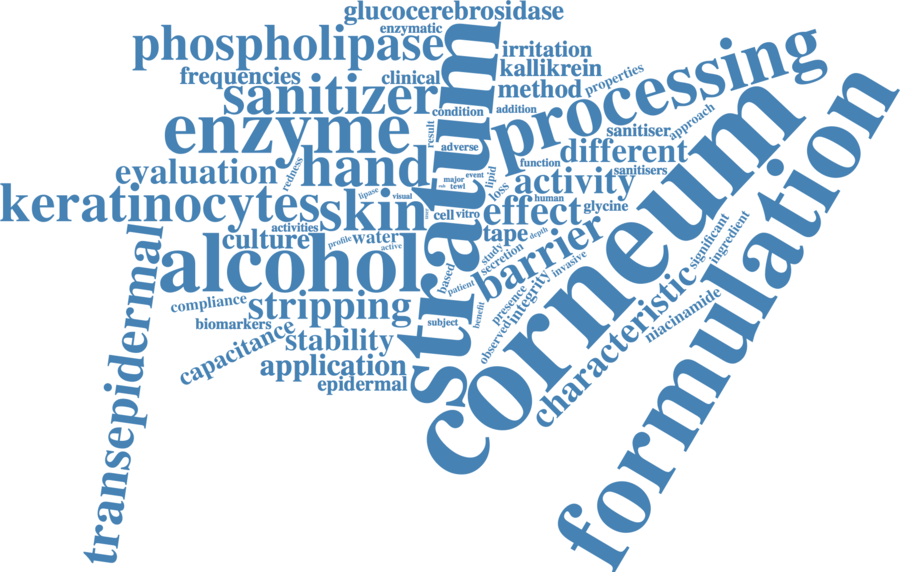 glucocerebrosidase
enzymatic
phospholipase
irritation
frequencies
clinical
kallikrein
sanitizer
method
properties
processing
condition
addition
enzyme
result
adverse
sanitiser
approach
function
different
hand
evaluation
redness
major
event
tewl
lipid
loss
sanitisers
activity
keratinocytes
skin
lipase
visual
human
cell
vitro
effect
glycine
activities
culture
profile
water
active
tape
depth
stratum
study
secretion
barrier
alcohol
based
patient
invasive
significant
ingredient
transepidermal
compliance
stripping
benefit
presence
integrity
characteristic
niacinamide
biomarkers
subject
observed
capacitance
stability
application
epidermal
corneum
formulation